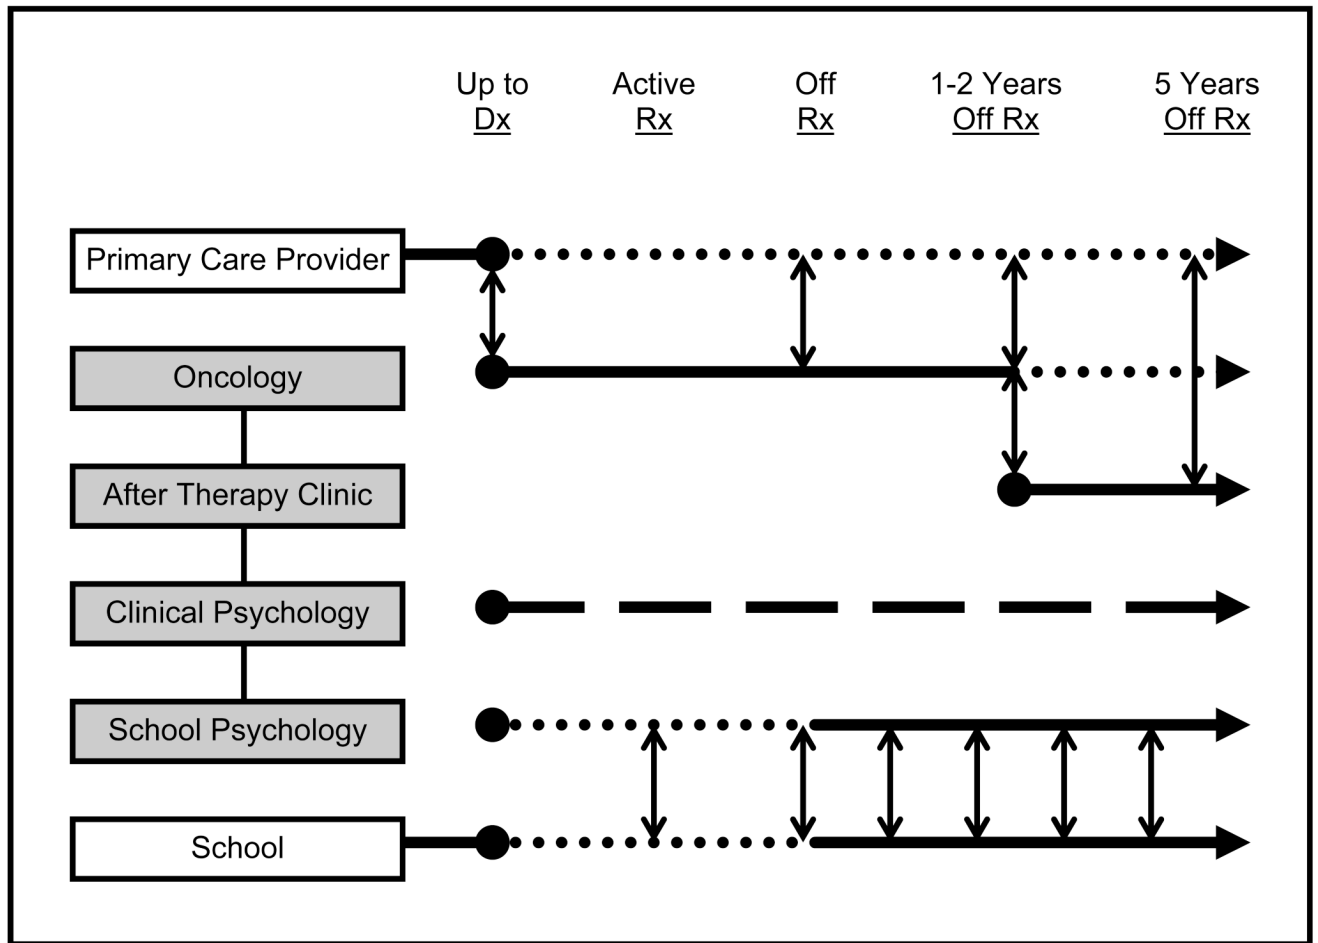 Up to Active Off 1-2 Years 5 Years
Dx Rx Rx Off Rx Off Rx
Primary Care Provider
Oncology
After Therapy Clinic
Clinical Psychology
School Psychology
School